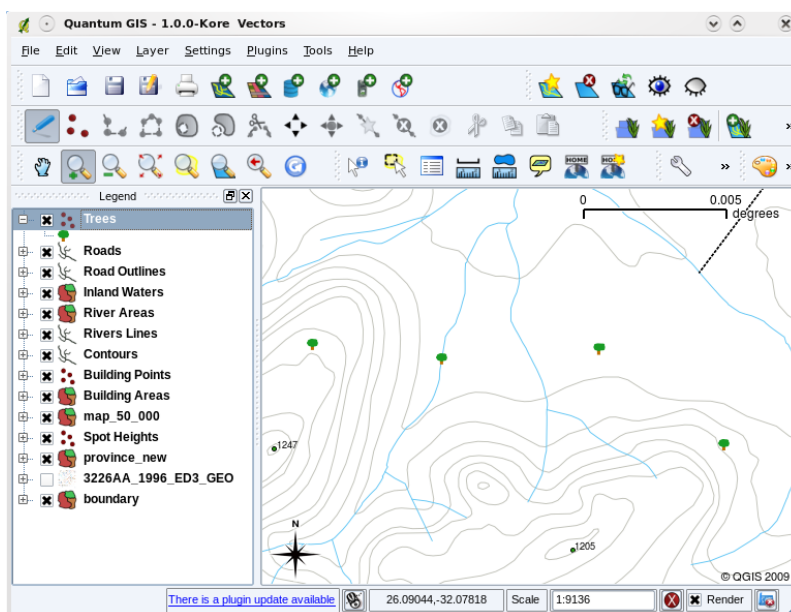 Quantum GIS - 1.0.0-Kore Vectors
File Edit View Layer Settings Plugins Tools Help
Legend
Trees
Roads
Road Outlines
Inland Waters
River Areas
Rivers Lines
Contours
Building Points
Building Areas
map_50_000
Spot Heights
province_new
3226AA_1996_ED3_GEO
boundary
0 0.005
degrees
1247
1205
N
© QGIS 2009
There is a plugin update available 26.09044,-32.07818 Scale 1:9136 Render